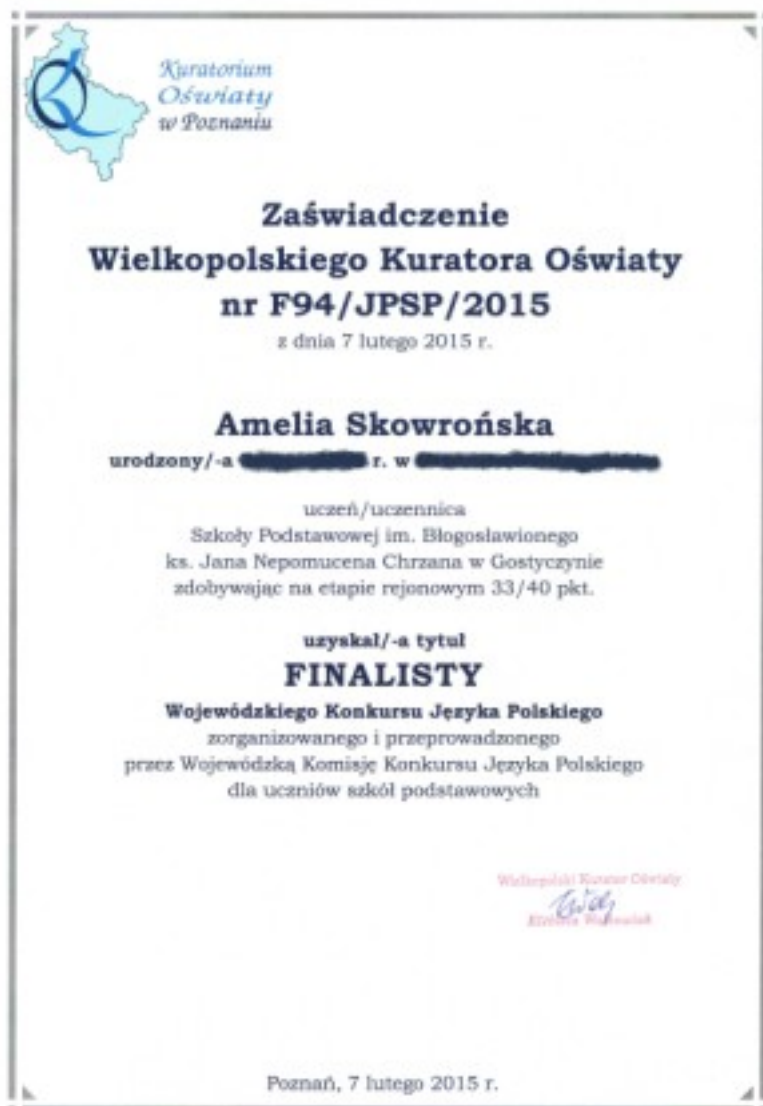 Kuratorium
Oświaty
w Poznaniu
Zaświadczenie
Wielkopolskiego Kuratora Oświaty
nr F94/JPSP/2015
z dnia 7 lutego 2015 r.
Amelia Skowrońska
urodzony/-a r. w
uczeń/uczennica
Szkoły Podstawowej im. Błogosławionego
ks. Jana Nepomucena Chrzana w Gostyczynie
zdobywając na etapie rejonowym 33/40 pkt.
uzyskał/-a tytuł
FINALISTY
Wojewódzkiego Konkursu Języka Polskiego
zorganizowanego i przeprowadzonego
przez Wojewódzką Komisję Konkursu Języka Polskiego
dla uczniów szkół podstawowych
Wielkopolski Kurator Oświaty
Poznań, 7 lutego 2015 r.